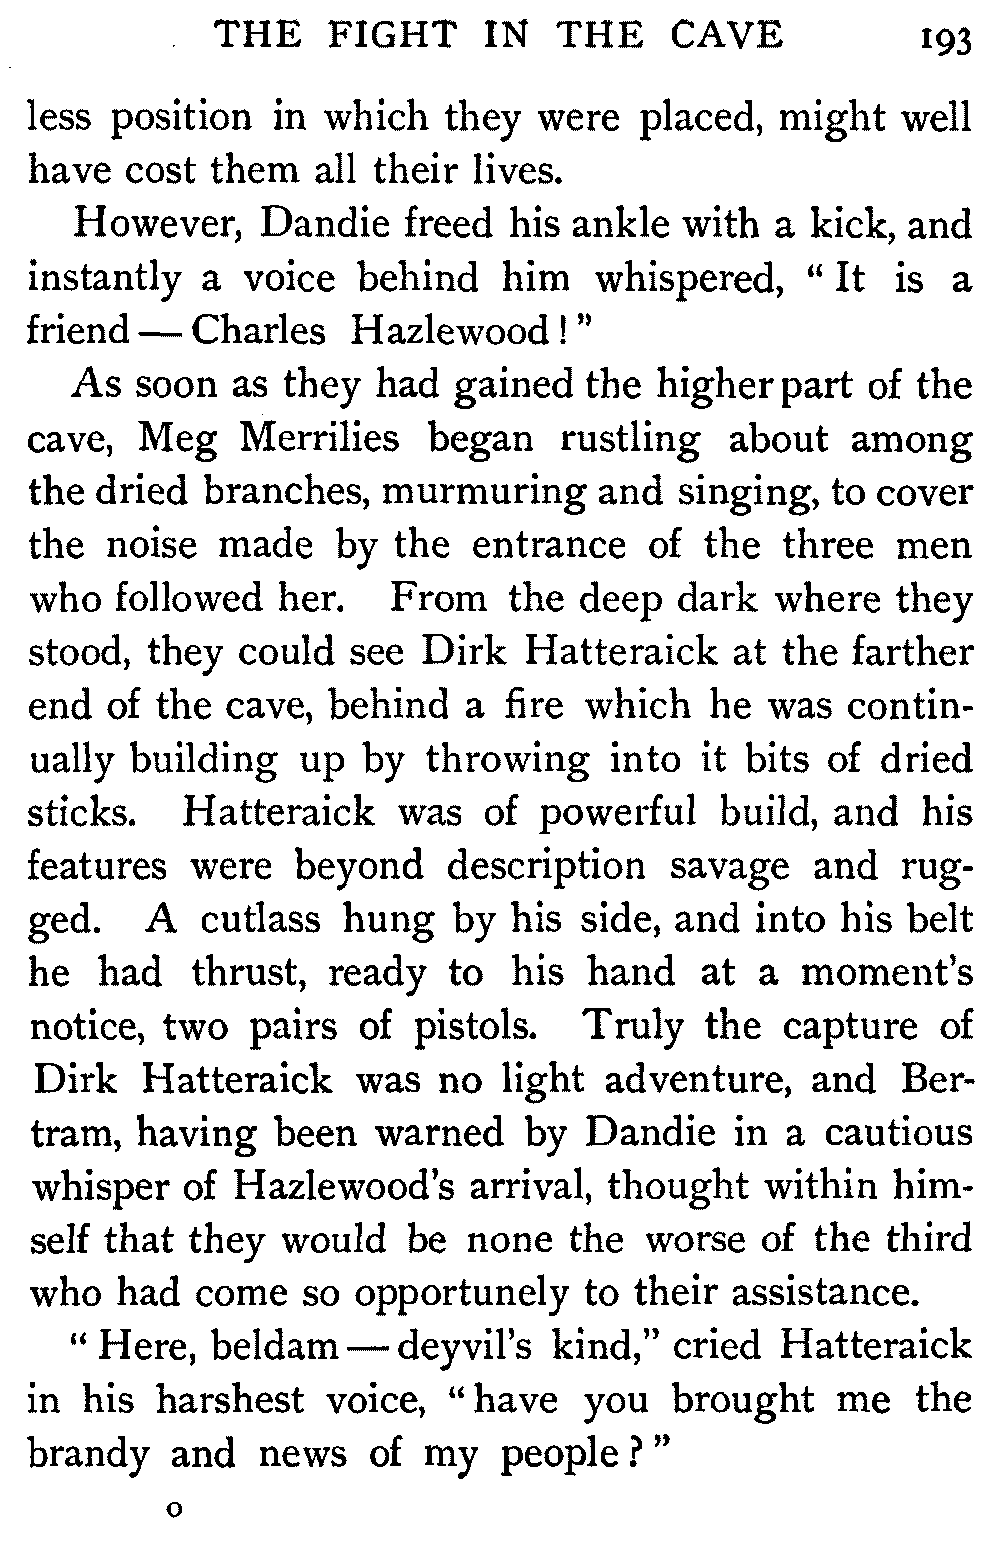 THE FIGHT IN THE CAVE 193
less position in which they were placed, might well
have cost them all their lives.
However, Dandie freed his ankle with a kick, and
instantly a voice behind him whispered, “It is a
friend — Charles Hazlewood!”
As soon as they had gained the higher part of the
cave, Meg Merrilies began rustling about among
the dried branches, murmuring and singing, to cover
the noise made by the entrance of the three men
who followed her. From the deep dark where they
stood, they could see Dirk Hatteraick at the farther
end of the cave, behind a fire which he was contin-
ually building up by throwing into it bits of dried
sticks. Hatteraick was of powerful build, and his
features were beyond description savage and rug-
ged. A cutlass hung by his side, and into his belt
he had thrust, ready to his hand at a moment's
notice, two pairs of pistols. Truly the capture of
Dirk Hatteraick was no light adventure, and Ber-
tram, having been warned by Dandie in a cautious
whisper of Hazlewood's arrival, thought within him-
self that they would be none the worse of the third
who had come so opportunely to their assistance.
“Here, beldam — deyvil's kind,” cried Hatteraick
in his harshest voice, “have you brought me the
brandy and news of my people?”
o